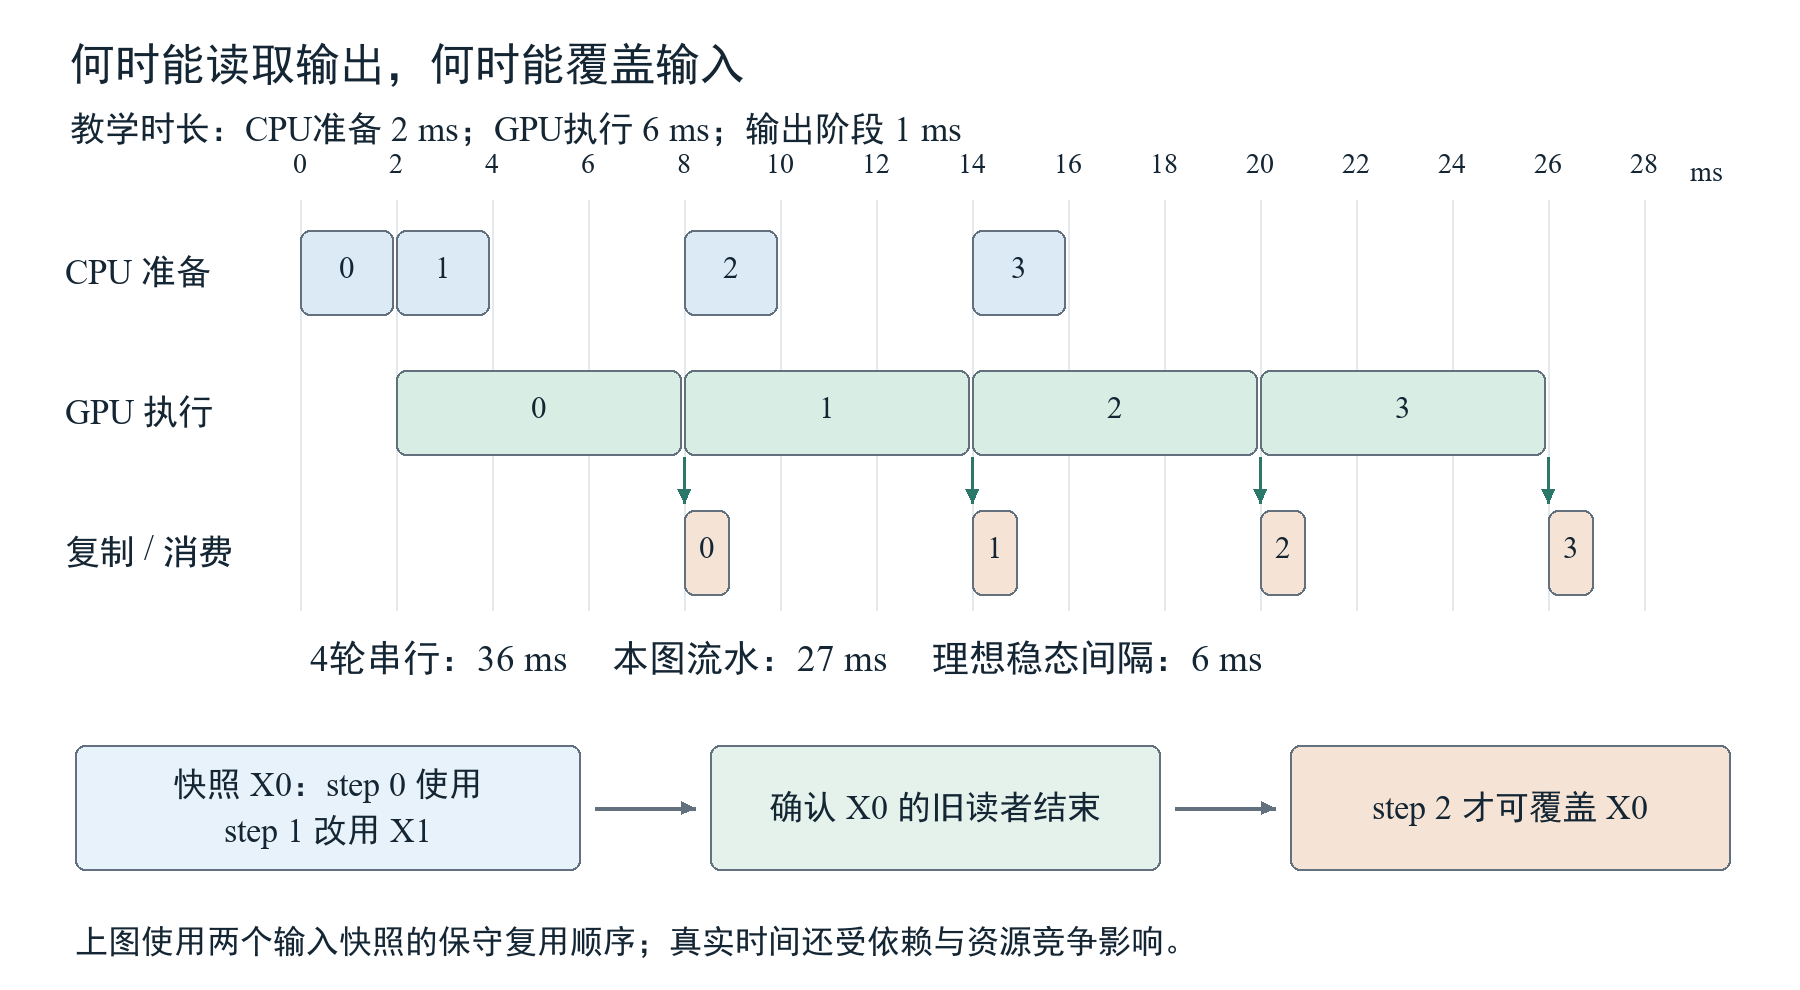 何时能读取输出，何时能覆盖输入
教学时长：CPU准备 2 ms；GPU执行 6 ms；输出阶段 1 ms
0 2 4 6 8 10 12 14 16 18 20 22 24 26 28 ms
CPU 准备 0 1 2 3
GPU 执行 0 1 2 3
复制 / 消费 0 1 2 3
4轮串行：36 ms 本图流水：27 ms 理想稳态间隔：6 ms
快照 X0：step 0 使用
step 1 改用 X1
确认 X0 的旧读者结束
step 2 才可覆盖 X0
上图使用两个输入快照的保守复用顺序；真实时间还受依赖与资源竞争影响。